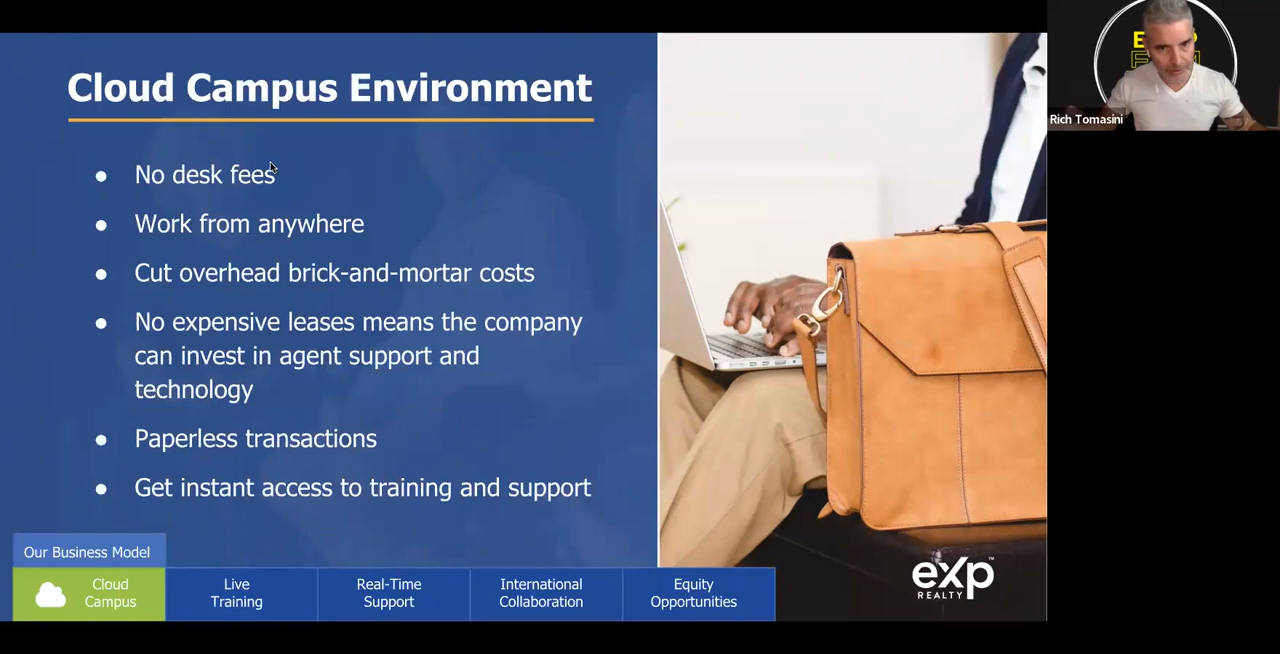 Cloud Campus Environment
● No desk fees
● Work from anywhere
● Cut overhead brick-and-mortar costs
● No expensive leases means the company
can invest in agent support and
technology
● Paperless transactions
● Get instant access to training and support
Our Business Model
Cloud
Campus
Live
Training
Real-Time
Support
International
Collaboration
Equity
Opportunities
eXp™
REALTY
Rich Tomasini